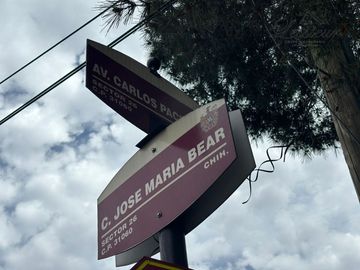 AV. CARLOS PAC
SECTOR 26
C.P. 31060
C. JOSE MARIA BEAR
CHIH.
SECTOR 26
C.P. 31060